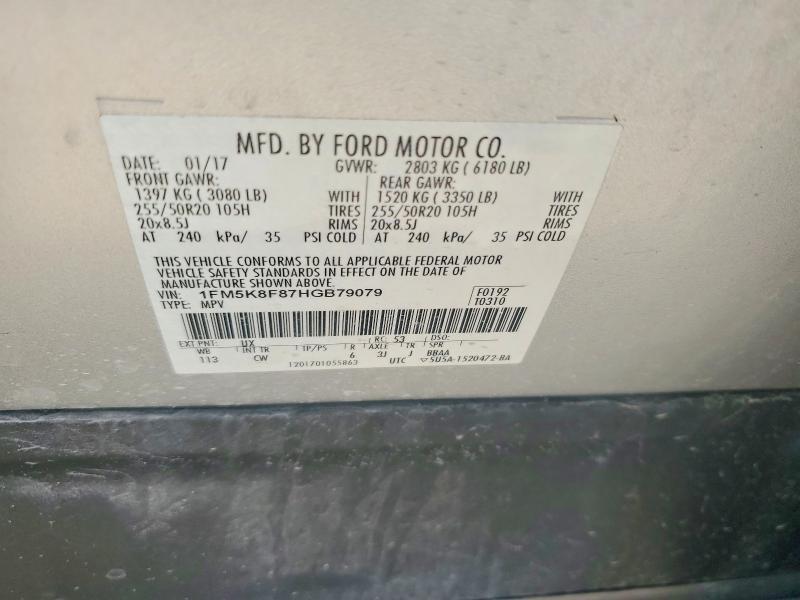 MFD. BY FORD MOTOR CO.
DATE: 01/17 GVWR: 2803 KG ( 6180 LB)
FRONT GAWR: REAR GAWR:
1397 KG ( 3080 LB) WITH 1520 KG ( 3350 LB) WITH
255/50R20 105H TIRES 255/50R20 105H TIRES
20x8.5J RIMS 20x8.5J RIMS
AT 240 kPa/ 35 PSI COLD AT 240 kPa/ 35 PSI COLD
THIS VEHICLE CONFORMS TO ALL APPLICABLE FEDERAL MOTOR
VEHICLE SAFETY STANDARDS IN EFFECT ON THE DATE OF
MANUFACTURE SHOWN ABOVE.
VIN: 1FM5K8F87HGB79079 F0192
TYPE: MPV T0310
EXT PNT: UX RC: 53 DSO:
WB INT TR TP/PS R AXLE TR SPR
113 CW 6 3J J BBAA
1201701055863 UTC ▽5U5A-1520472-BA